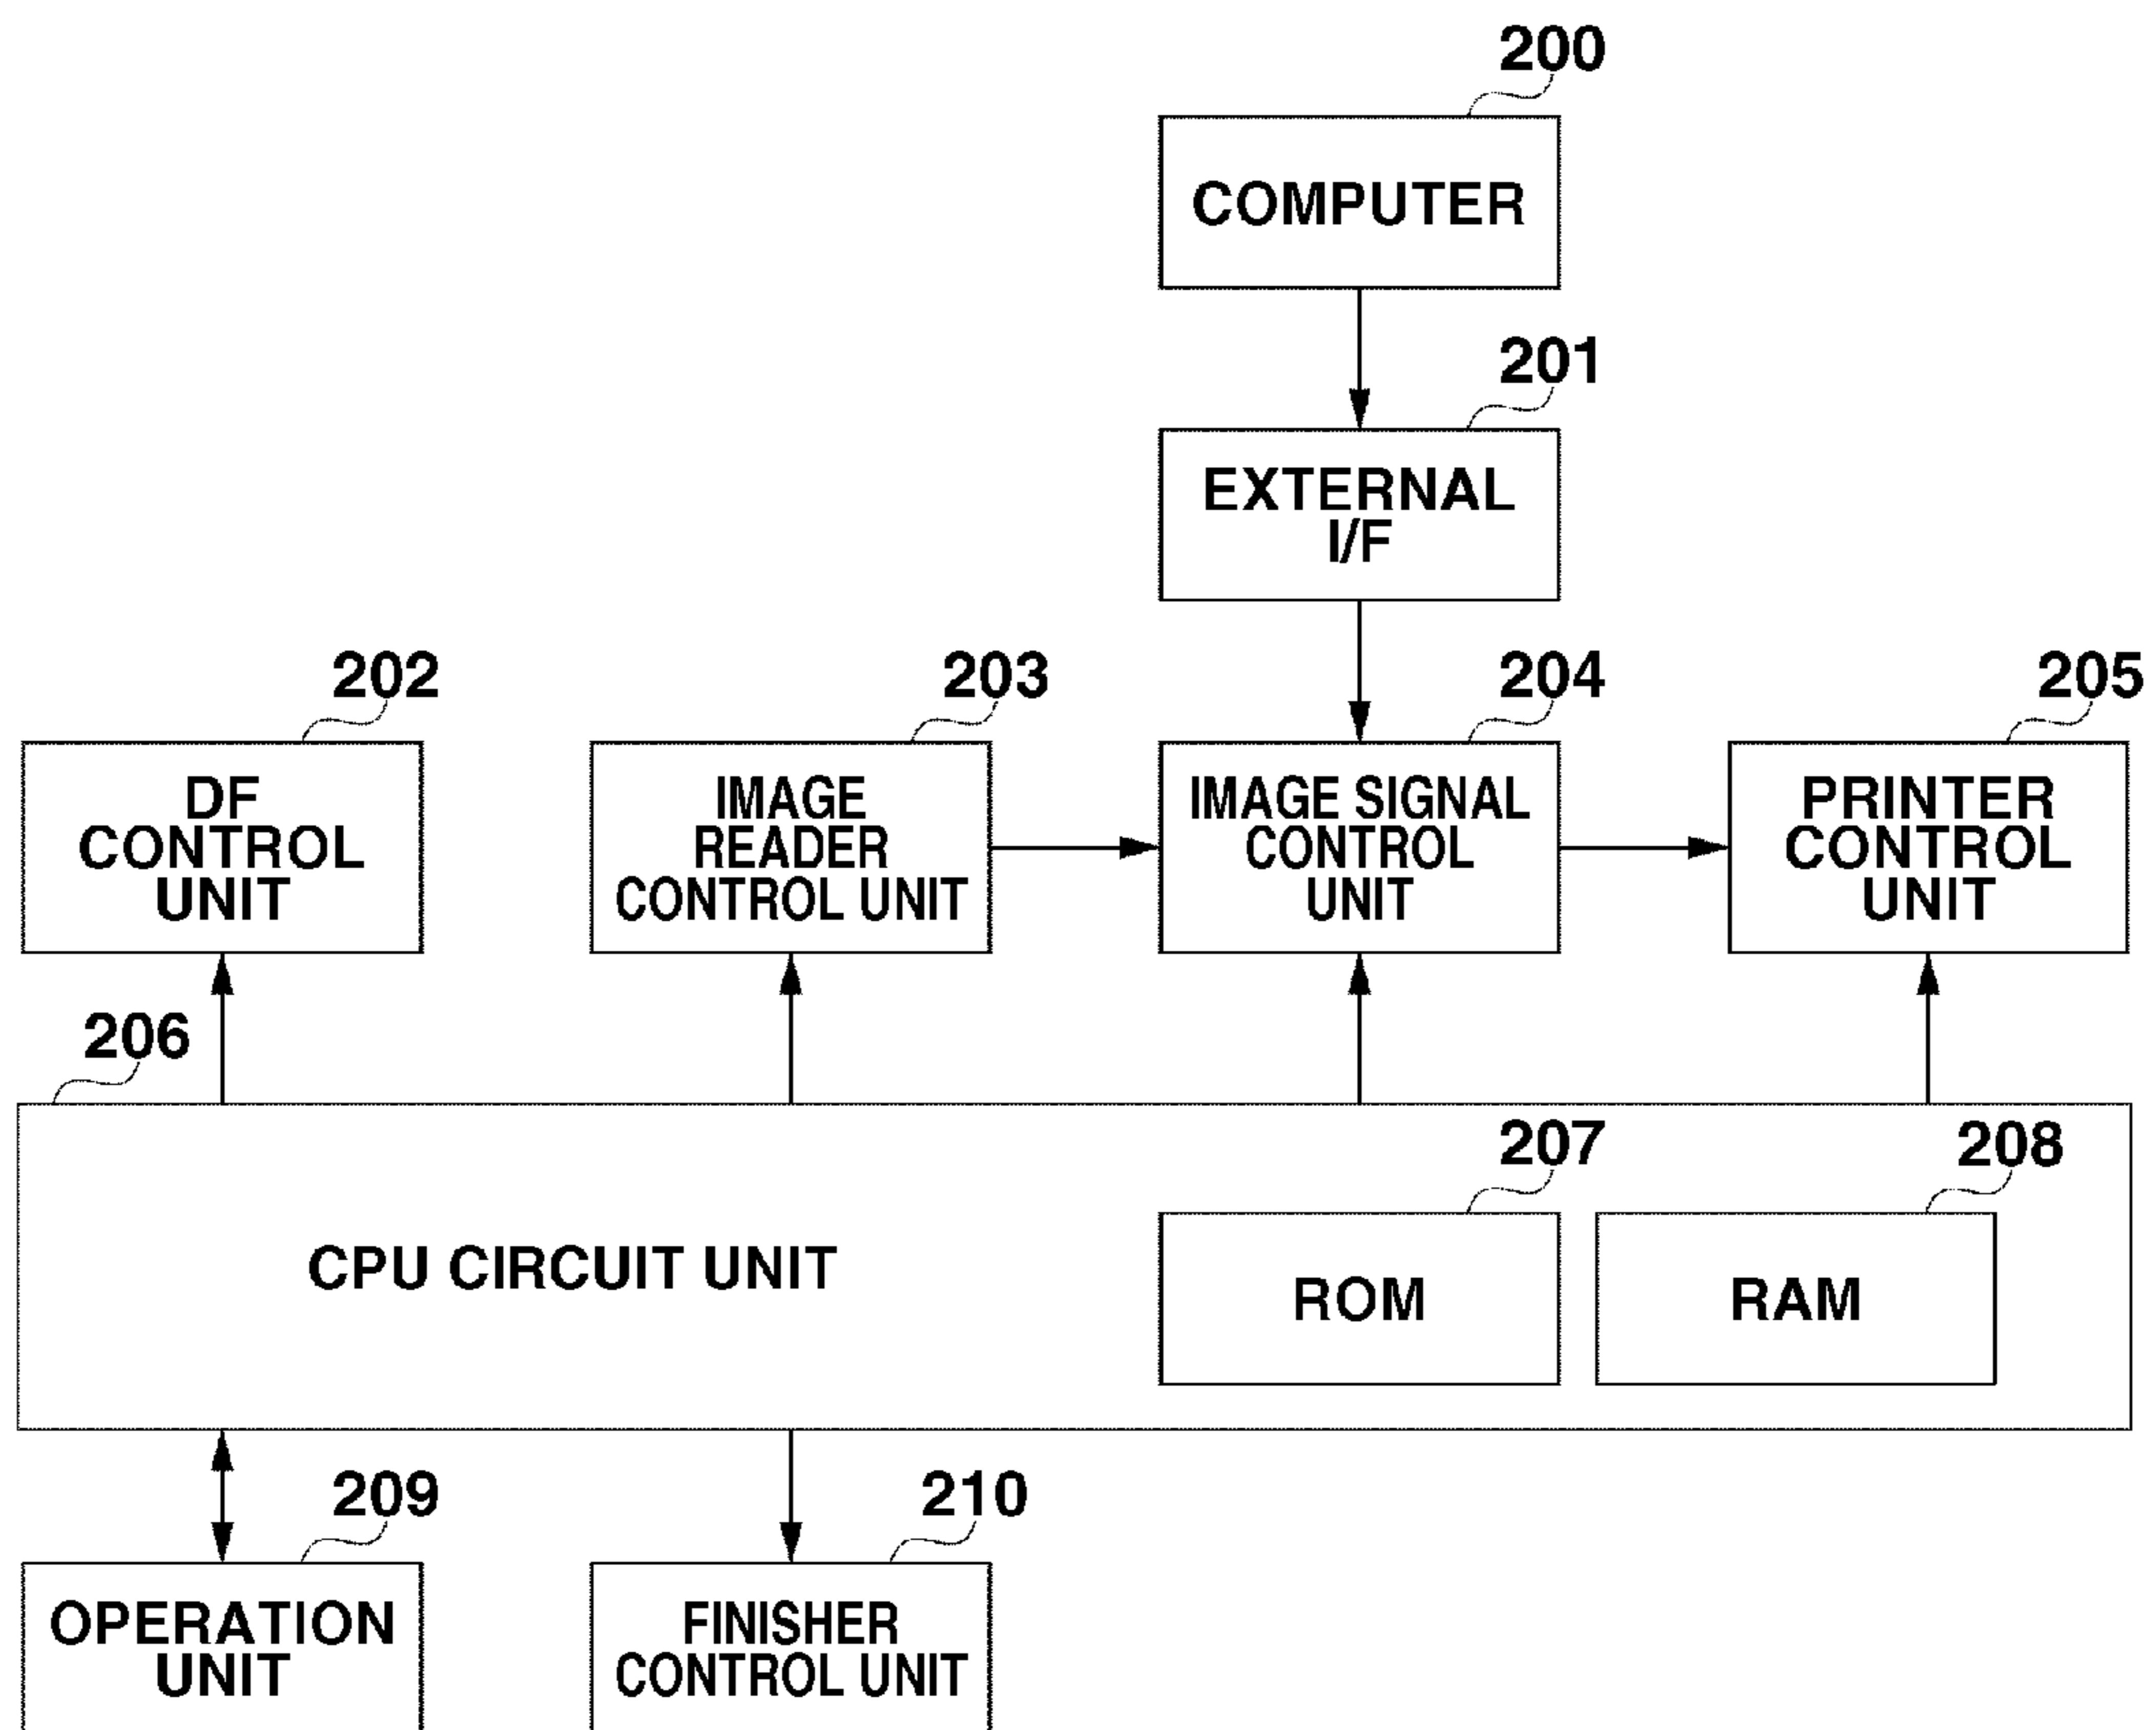 200
COMPUTER
201
EXTERNAL
I/F
202
203
204
205
DF
CONTROL
UNIT
IMAGE
READER
CONTROL UNIT
IMAGE SIGNAL
CONTROL
UNIT
PRINTER
CONTROL
UNIT
206
207
208
CPU CIRCUIT UNIT
ROM
RAM
209
210
OPERATION
UNIT
FINISHER
CONTROL UNIT